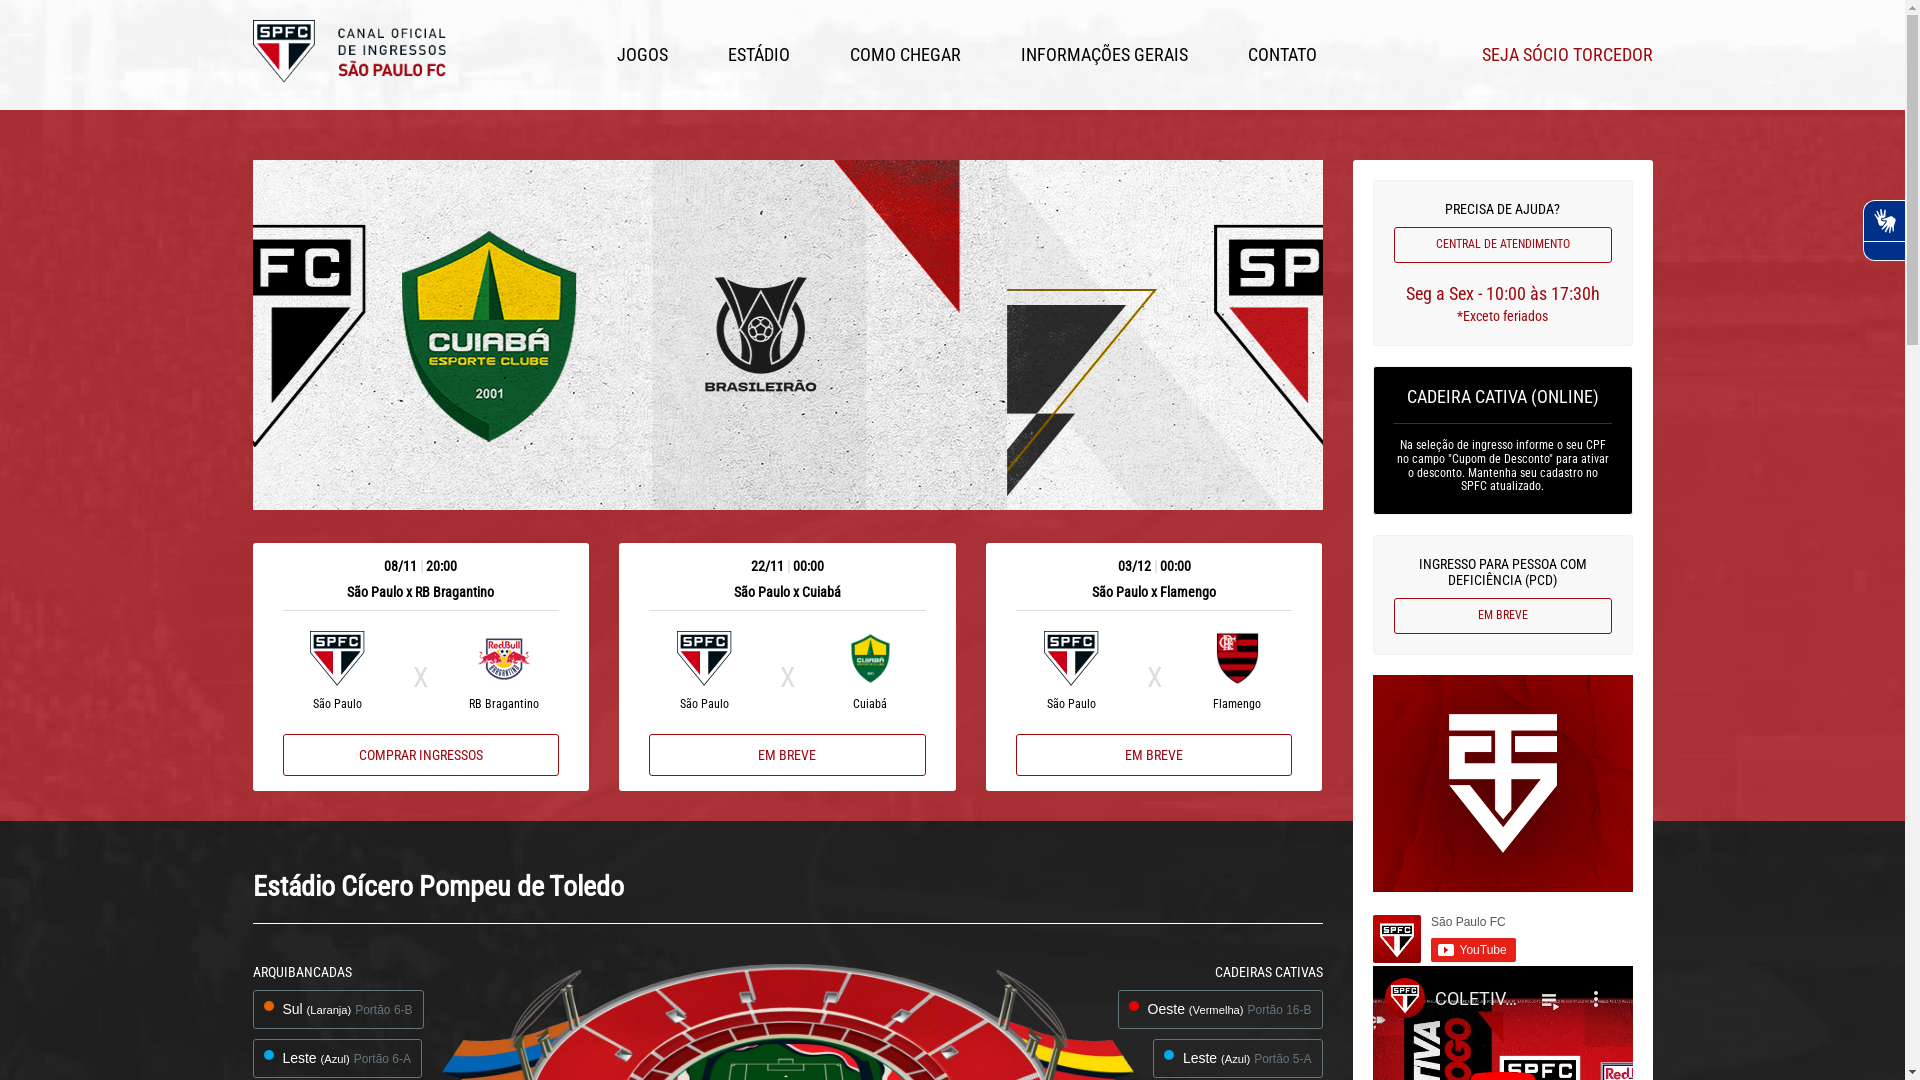 SPFC
CANAL OFICIAL
DE INGRESSOS
SÃO PAULO FC
JOGOS
ESTÁDIO
COMO CHEGAR
INFORMAÇÕES GERAIS
CONTATO
SEJA SÓCIO TORCEDOR
FC
CUIABÁ
ESPORTE CLUBE
2001
BRASILEIRÃO
SP
08/11 | 20:00
São Paulo x RB Bragantino
SPFC
X
RedBull
BRAGANTINO
São Paulo
RB Bragantino
COMPRAR INGRESSOS
22/11 | 00:00
São Paulo x Cuiabá
SPFC
X
CUIABÁ
São Paulo
Cuiabá
EM BREVE
03/12 | 00:00
São Paulo x Flamengo
SPFC
X
São Paulo
Flamengo
EM BREVE
PRECISA DE AJUDA?
CENTRAL DE ATENDIMENTO
Seg a Sex - 10:00 às 17:30h
*Exceto feriados
CADEIRA CATIVA (ONLINE)
Na seleção de ingresso informe o seu CPF
no campo "Cupom de Desconto" para ativar
o desconto. Mantenha seu cadastro no
SPFC atualizado.
INGRESSO PARA PESSOA COM
DEFICIÊNCIA (PCD)
EM BREVE
SPFC
São Paulo FC
YouTube
SPFC
COLETIV...
SPFC
Red
Estádio Cícero Pompeu de Toledo
ARQUIBANCADAS
Sul (Laranja) Portão 6-B
Leste (Azul) Portão 6-A
CADEIRAS CATIVAS
Oeste (Vermelha) Portão 16-B
Leste (Azul) Portão 5-A